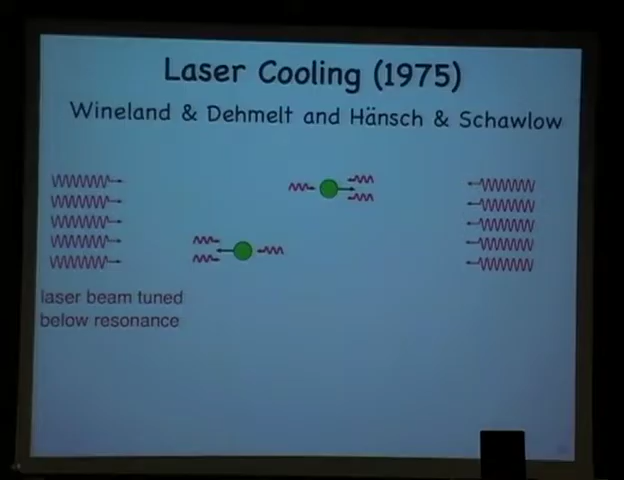 Laser Cooling (1975)
Wineland & Dehmelt and Hänsch & Schawlow
laser beam tuned
below resonance